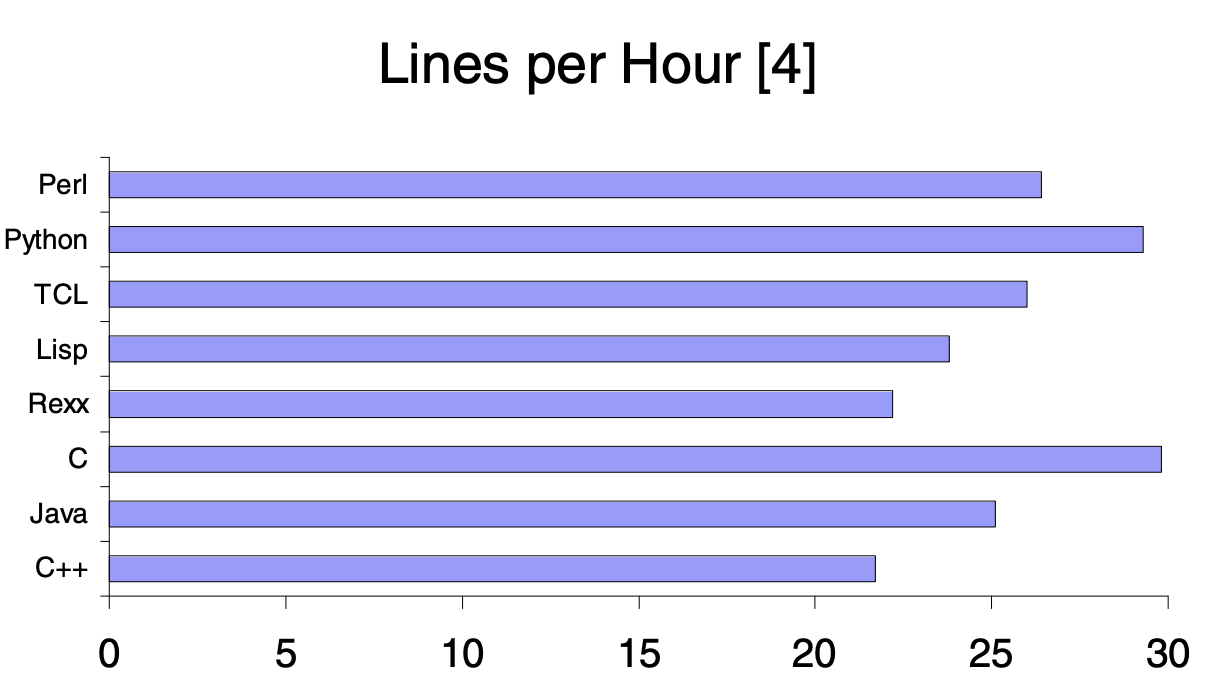 Lines per Hour [4]
Perl
Python
TCL
Lisp
Rexx
C
Java
C++
0 5 10 15 20 25 30